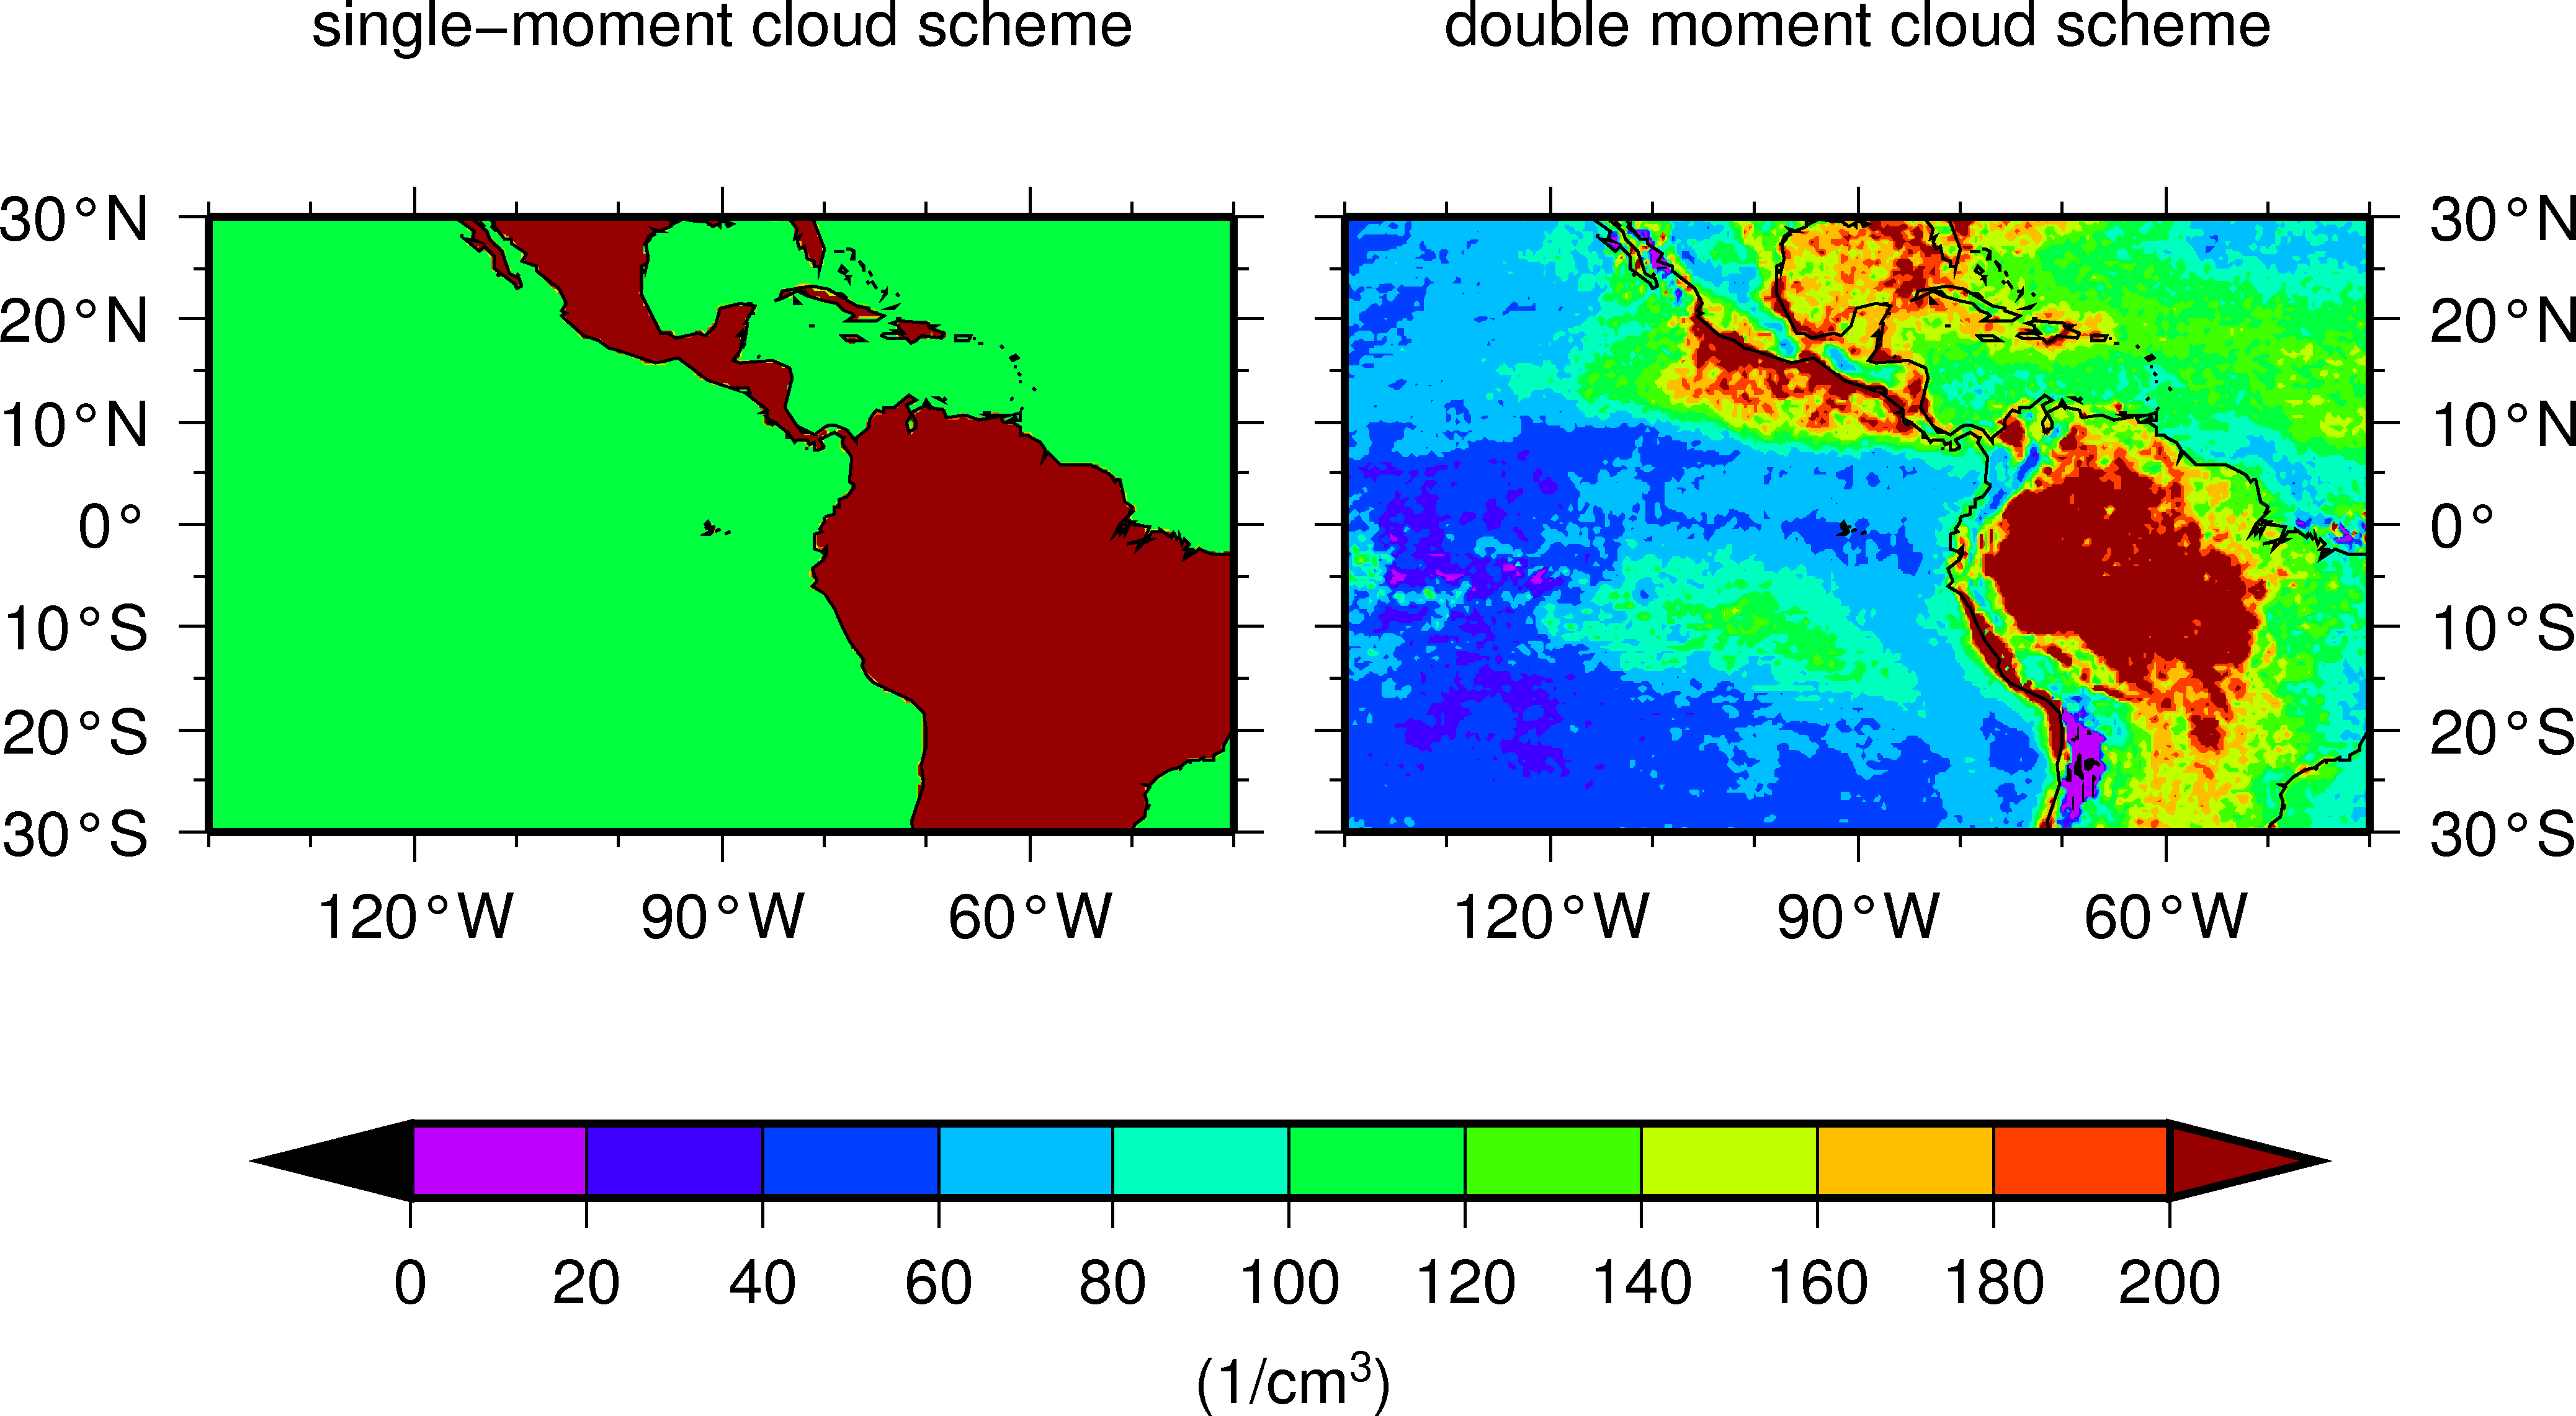 single−moment cloud scheme
double moment cloud scheme
30°N
20°N
10°N
0°
10°S
20°S
30°S
120°W 90°W 60°W
30°N
20°N
10°N
0°
10°S
20°S
30°S
120°W 90°W 60°W
0 20 40 60 80 100 120 140 160 180 200
(1/cm³)